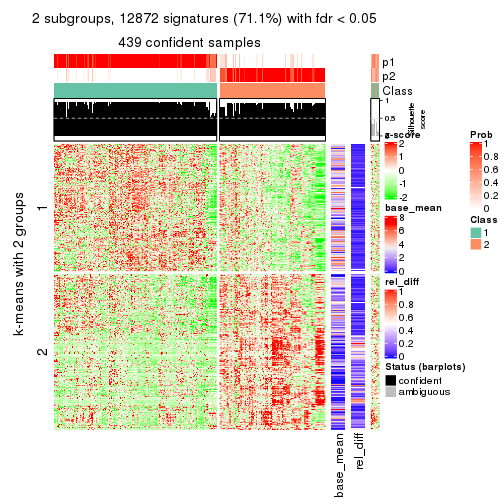 2 subgroups, 12872 signatures (71.1%) with fdr < 0.05
439 confident samples
p1
p2
Class
1
0.5
0
Silhouette
score
k-means with 2 groups
1
2
base_mean
rel_diff
z-score
2
1
0
-1
-2
base_mean
8
6
4
2
0
rel_diff
1
0.8
0.6
0.4
0.2
0
Status (barplots)
confident
ambiguous
Prob
1
0.8
0.6
0.4
0.2
0
Class
1
2